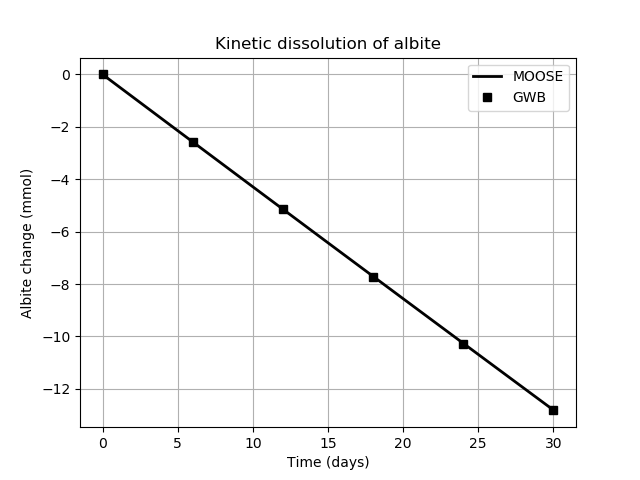 Kinetic dissolution of albite
MOOSE
GWB
Albite change (mmol)
0
−2
−4
−6
−8
−10
−12
0 5 10 15 20 25 30
Time (days)